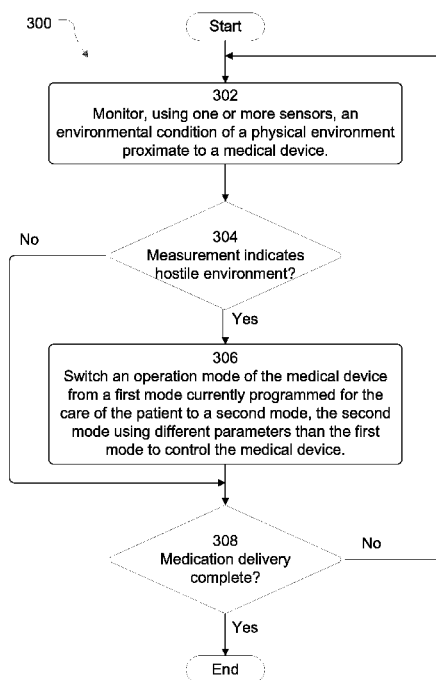 300
Start
302
Monitor, using one or more sensors, an
environmental condition of a physical environment
proximate to a medical device.
304
No
Measurement indicates
hostile environment?
Yes
306
Switch an operation mode of the medical device
from a first mode currently programmed for the
care of the patient to a second mode, the second
mode using different parameters than the first
mode to control the medical device.
308
No
Medication delivery
complete?
Yes
End